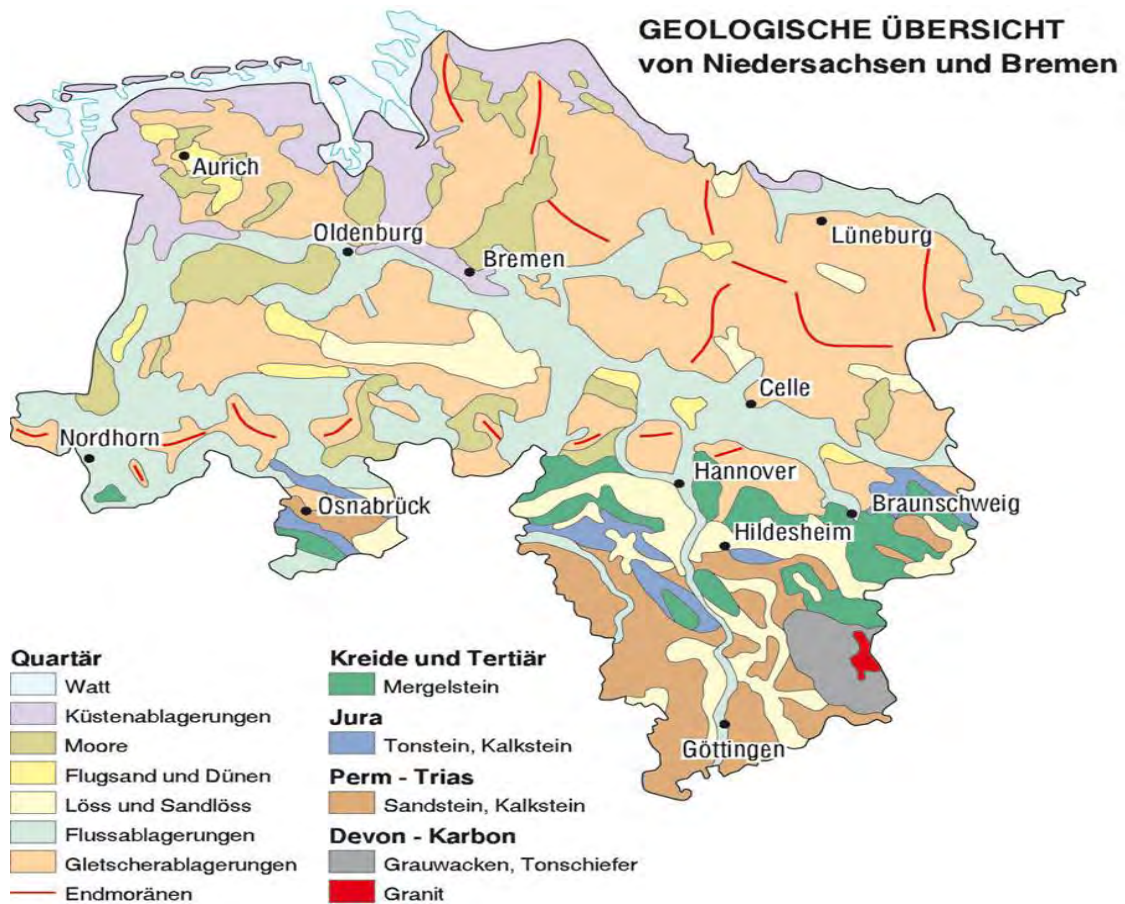 GEOLOGISCHE ÜBERSICHT
von Niedersachsen und Bremen
Aurich
Oldenburg
Bremen
Lüneburg
Celle
Nordhorn
Osnabrück
Hannover
Braunschweig
Hildesheim
Göttingen
Quartär
Watt
Küstenablagerungen
Moore
Flugsand und Dünen
Löss und Sandlöss
Flussablagerungen
Gletscherablagerungen
Endmoränen
Kreide und Tertiär
Mergelstein
Jura
Tonstein, Kalkstein
Perm - Trias
Sandstein, Kalkstein
Devon - Karbon
Grauwacken, Tonschiefer
Granit